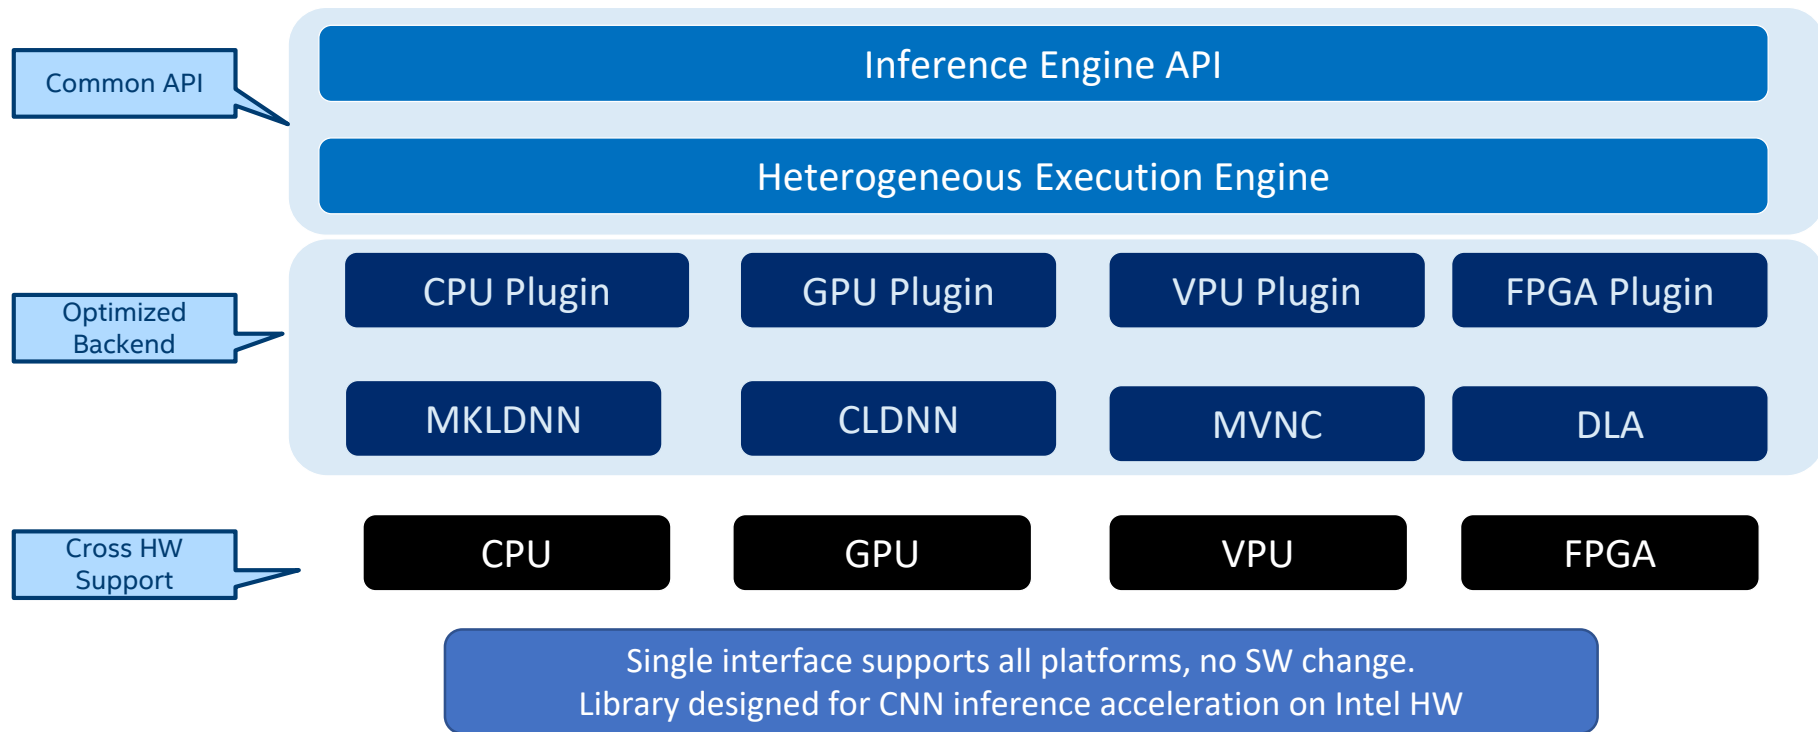 Common API
Inference Engine API
Heterogeneous Execution Engine
Optimized
Backend
CPU Plugin
GPU Plugin
VPU Plugin
FPGA Plugin
MKLDNN
CLDNN
MVNC
DLA
Cross HW
Support
CPU
GPU
VPU
FPGA
Single interface supports all platforms, no SW change.
Library designed for CNN inference acceleration on Intel HW